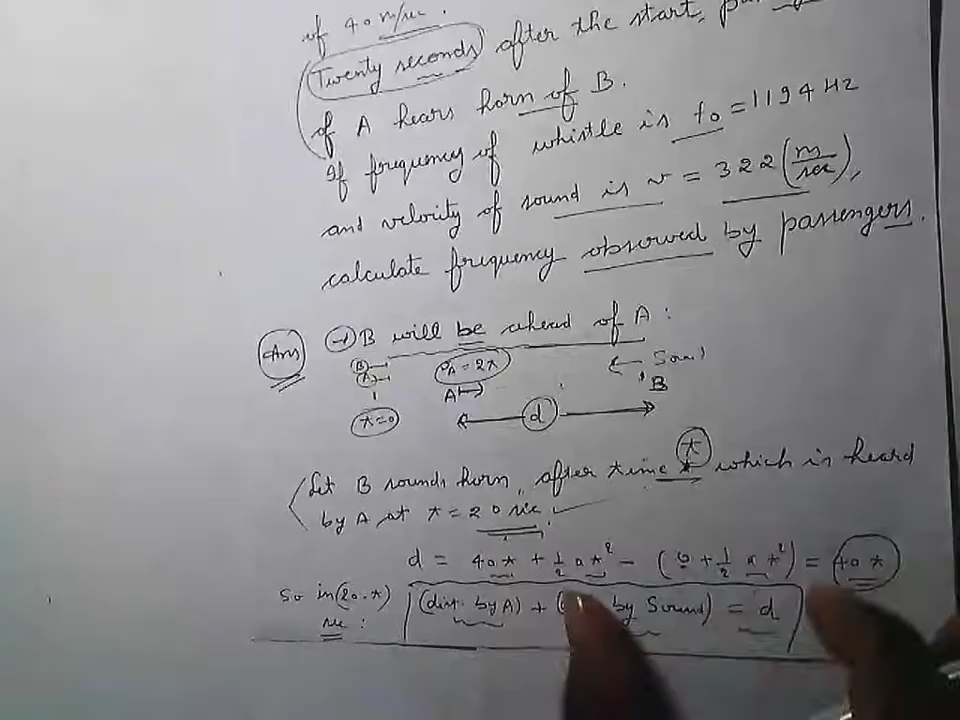 of 40 m/sec.
(Twenty seconds) after the start,
of A hears horn of B.
If frequency of whistle is f₀ = 1194 Hz
and velocity of sound is v = 322 (m/sec),
calculate frequency observed by passengers.
Ans → B will be ahead of A:
B→ VA = 2t ← Sound
A→ A→ B
t=0 d
Let B sounds horn, after time t which is heard
by A at t = 20 sec.
d = 40t + 1/2 at² - (0 + 1/2 at²) = 40t
So in (20-t) (dist. by A) + ( by Sound) = d
sec: